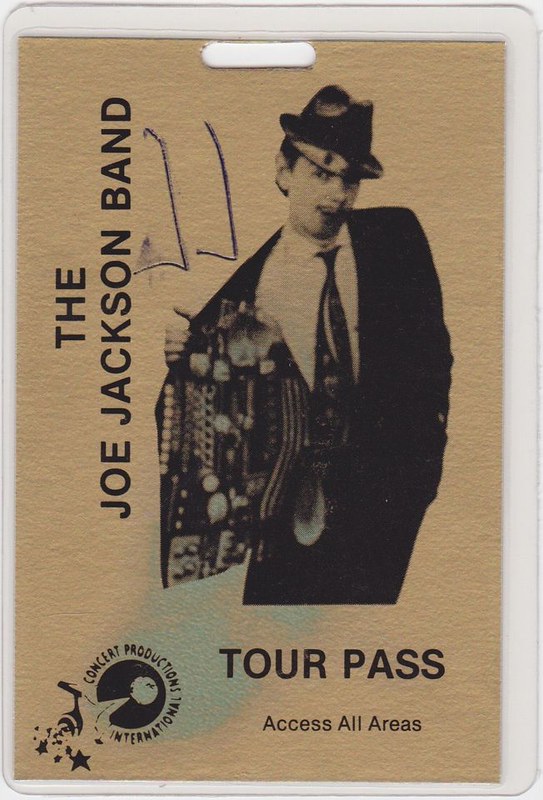 THE
JOE JACKSON BAND
TOUR PASS
Access All Areas
CONCERT PRODUCTIONS
INTERNATIONAL